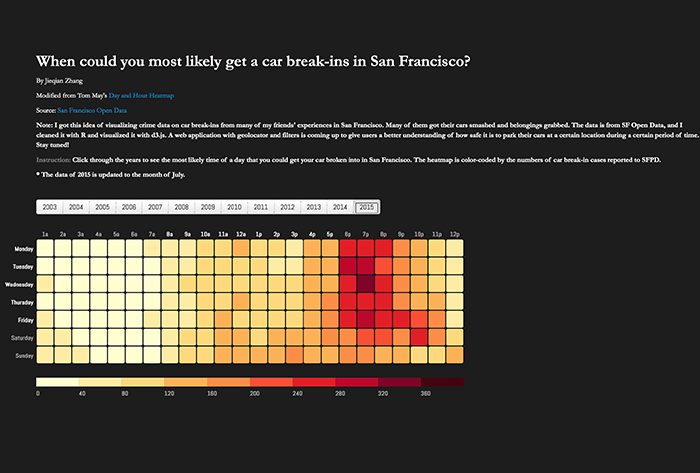 When could you most likely get a car break-ins in San Francisco?
By Jieqian Zhang
Modified from Tom May's Day and Hour Heatmap
Source: San Francisco Open Data
Note: I got this idea of visualizing crime data on car break-ins from many of my friends' experiences in San Francisco. Many of them got their cars smashed and belongings grabbed. The data is from SF Open Data, and I
cleaned it with R and visualized it with d3.js. A web application with geolocator and filters is coming up to give users a better understanding of how safe it is to park their cars at a certain location during a certain period of time.
Stay tuned!
Instruction: Click through the years to see the most likely time of a day that you could get your car broken into in San Francisco. The heatmap is color-coded by the numbers of car break-in cases reported to SFPD.
* The data of 2015 is updated to the month of July.
2003 2004 2005 2006 2007 2008 2009 2010 2011 2012 2013 2014 2015
1a 2a 3a 4a 5a 6a 7a 8a 9a 10a 11a 12a 1p 2p 3p 4p 5p 6p 7p 8p 9p 10p 11p 12p
Monday
Tuesday
Wednesday
Thursday
Friday
Saturday
Sunday
0 40 80 120 160 200 240 280 320 360